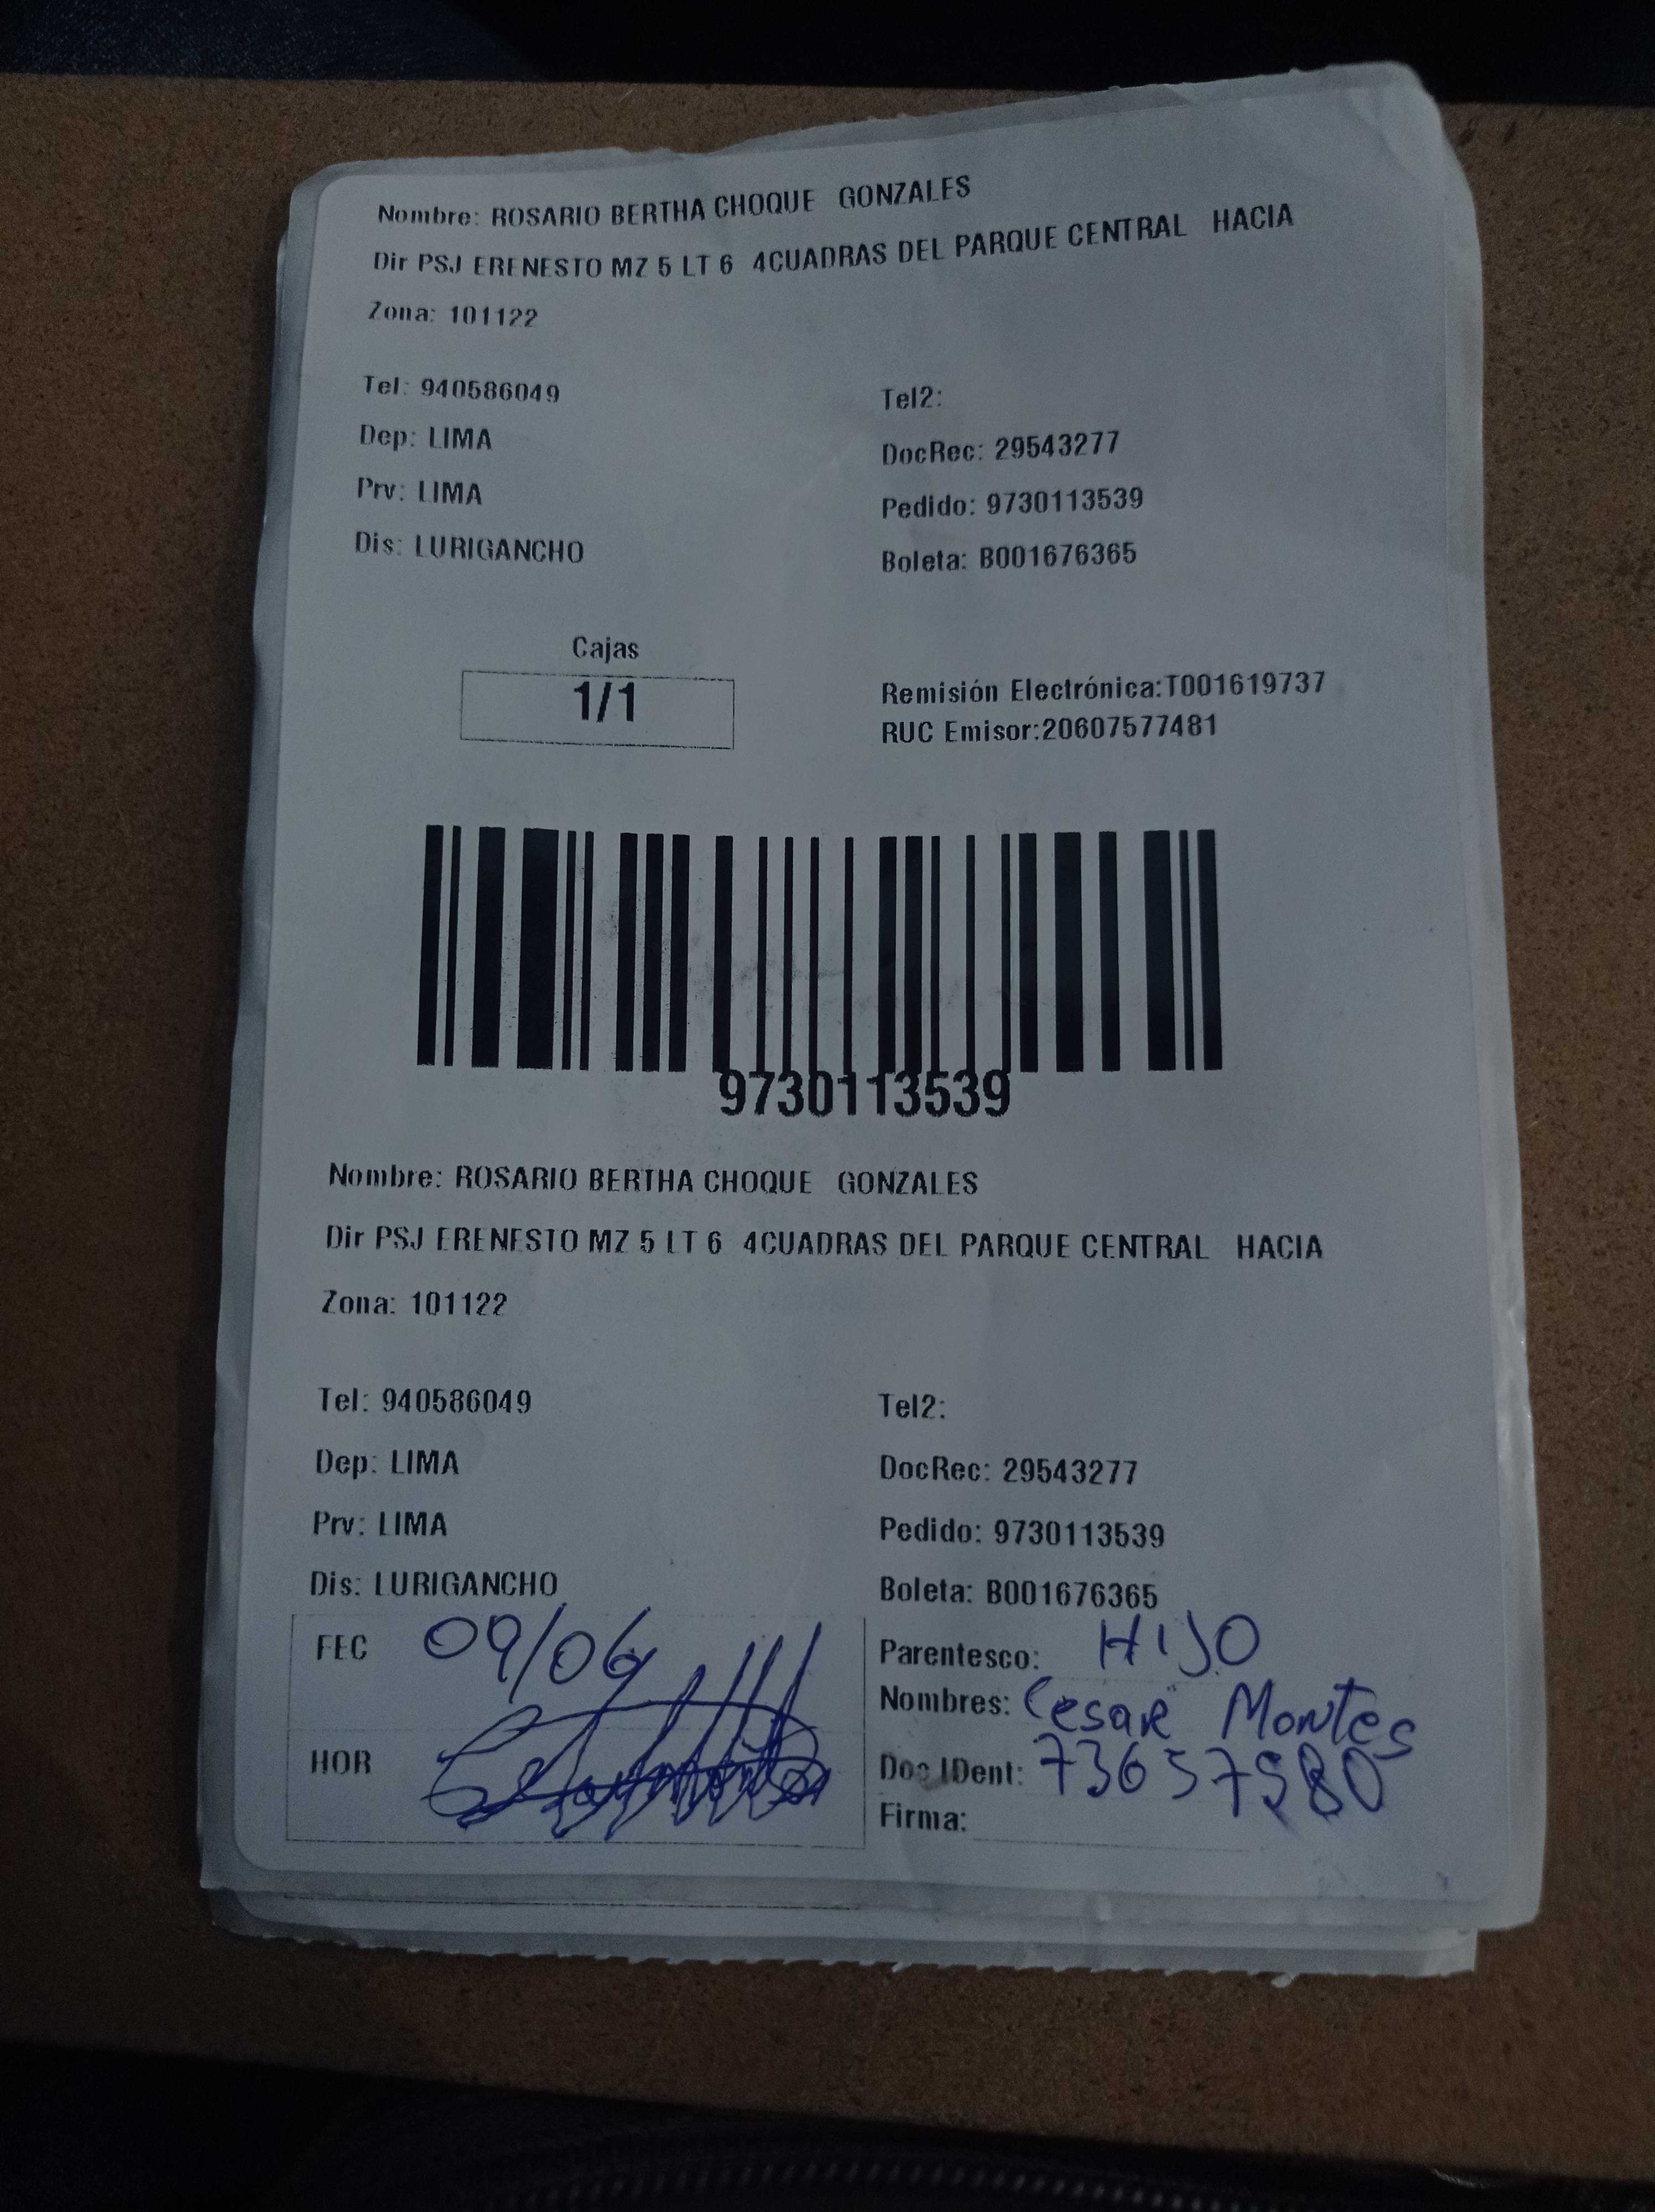 Nombre: ROSARIO BERTHA CHOQUE GONZALES
Dir PSJ ERENESTO MZ 5 LT 6 4CUADRAS DEL PARQUE CENTRAL HACIA
Zona: 101122
Tel: 940586049
Tel2:
Dep: LIMA
DocRec: 29543277
Prv: LIMA
Pedido: 9730113539
Dis: LURIGANCHO
Boleta: B001676365
Cajas
1/1
Remisión Electrónica:T001619737
RUC Emisor:20607577481
9730113539
Nombre: ROSARIO BERTHA CHOQUE GONZALES
Dir PSJ ERENESTO MZ 5 LT 6 4CUADRAS DEL PARQUE CENTRAL HACIA
Zona: 101122
Tel: 940586049
Tel2:
Dep: LIMA
DocRec: 29543277
Prv: LIMA
Pedido: 9730113539
Dis: LURIGANCHO
Boleta: B001676365
FEC 09/06
Parentesco: HIJO
Nombres: Cesar Montes
HOR
Doc IDent: 73657580
Firma: